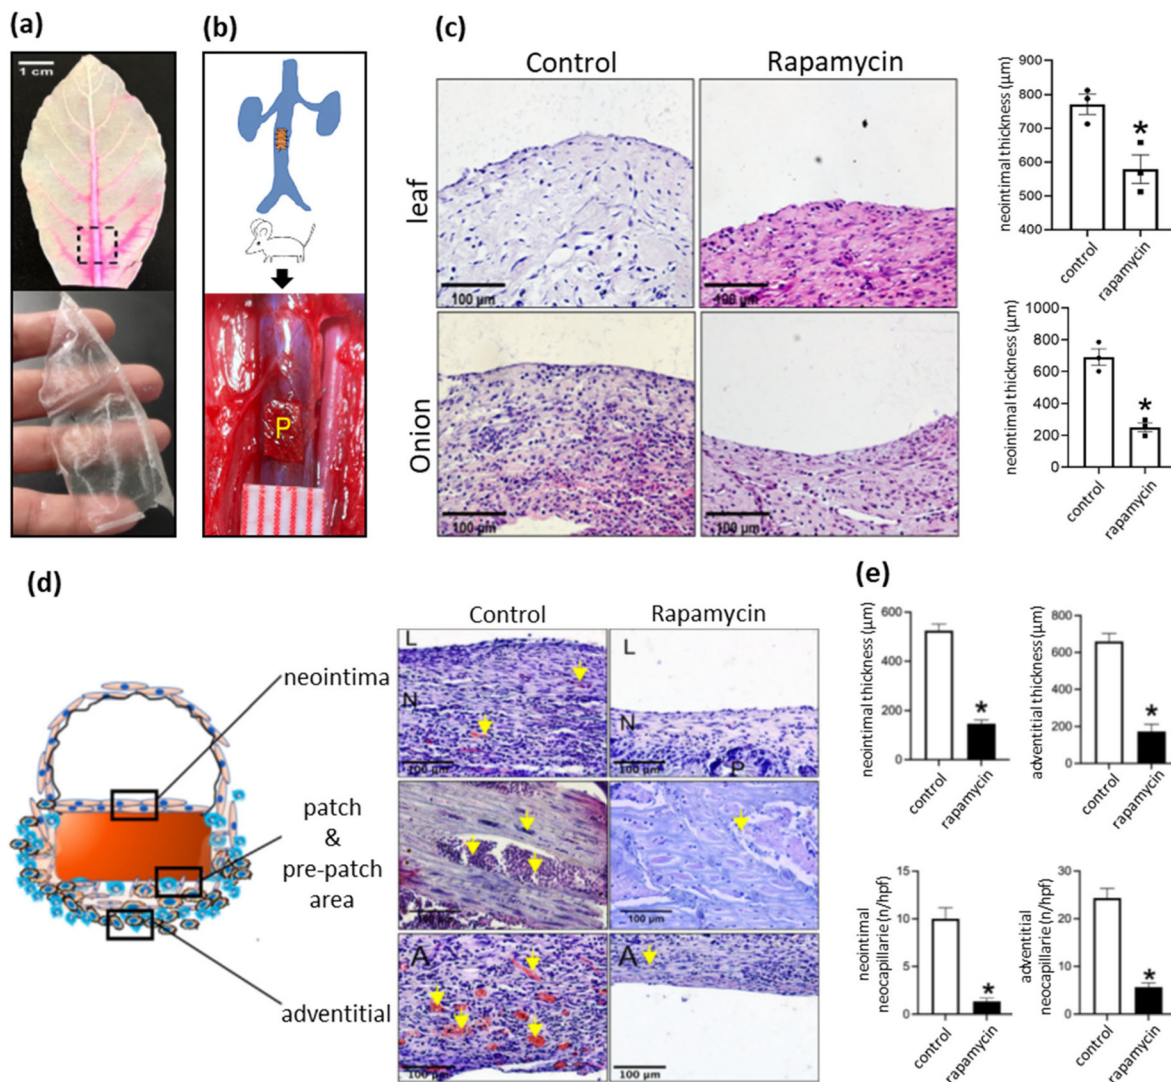 (a)
1 cm
(b)
P
(c)
Control
Rapamycin
leaf
100 µm
100 µm
Onion
100 µm
100 µm
neointimal thickness (µm)
900
800
700
600
500
400
control
rapamycin
*
neointimal thickness (µm)
1000
800
600
400
200
0
control
rapamycin
*
(d)
neointima
patch
&
pre-patch
area
adventitial
Control
Rapamycin
L
N
100 µm
L
N
P
100 µm
100 µm
100 µm
A
100 µm
A
100 µm
(e)
neointimal thickness (µm)
600
400
200
0
control
rapamycin
*
adventitial thickness (µm)
800
600
400
200
0
control
rapamycin
*
neointimal
neocapillarie (n/hpf)
15
10
5
0
control
rapamycin
*
adventitial
neocapillarie (n/hpf)
30
20
10
0
control
rapamycin
*